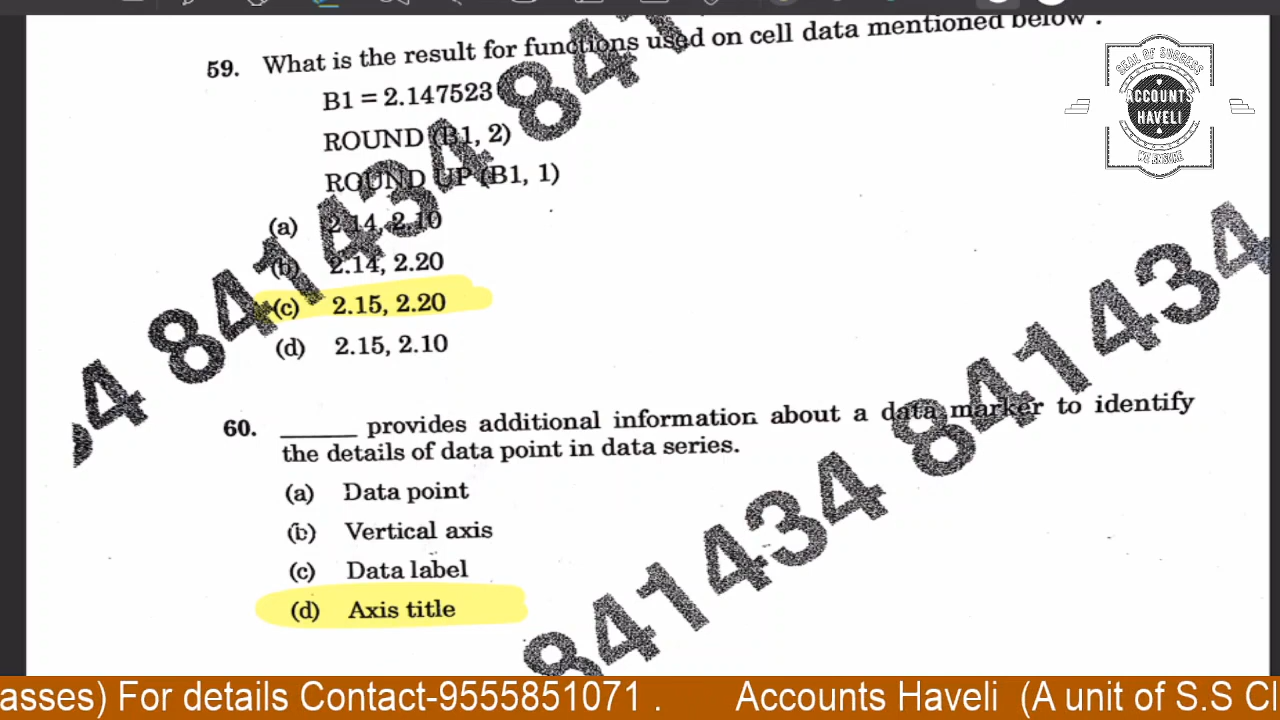 59. What is the result for functions used on cell data mentioned below :
B1 = 2.147523
ROUND (B1, 2)
ROUND UP (B1, 1)
(a) 2.14, 2.10
(b) 2.14, 2.20
(c) 2.15, 2.20
(d) 2.15, 2.10
60. ______ provides additional information about a data marker to identify
the details of data point in data series.
(a) Data point
(b) Vertical axis
(c) Data label
(d) Axis title
SEAL OF SUCCESS
ACCOUNTS
HAVELI
WE ENSURE
34 841434 841
841434 841434
asses) For details Contact-9555851071 . Accounts Haveli (A unit of S.S Cl